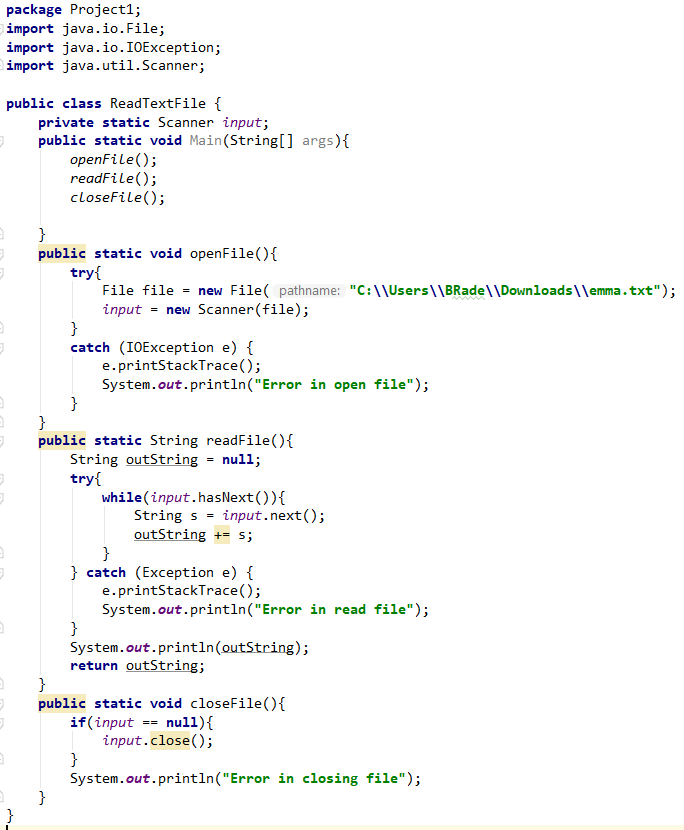 package Project1;
import java.io.File;
import java.io.IOException;
import java.util.Scanner;

public class ReadTextFile {
    private static Scanner input;
    public static void Main(String[] args){
        openFile();
        readFile();
        closeFile();

    }
    public static void openFile(){
        try{
            File file = new File( pathname: "C:\\Users\\BRade\\Downloads\\emma.txt");
            input = new Scanner(file);
        }
        catch (IOException e) {
            e.printStackTrace();
            System.out.println("Error in open file");
        }
    }
    public static String readFile(){
        String outString = null;
        try{
            while(input.hasNext()){
                String s = input.next();
                outString += s;
            }
        } catch (Exception e) {
            e.printStackTrace();
            System.out.println("Error in read file");
        }
        System.out.println(outString);
        return outString;
    }
    public static void closeFile(){
        if(input == null){
            input.close();
        }
        System.out.println("Error in closing file");
    }
}